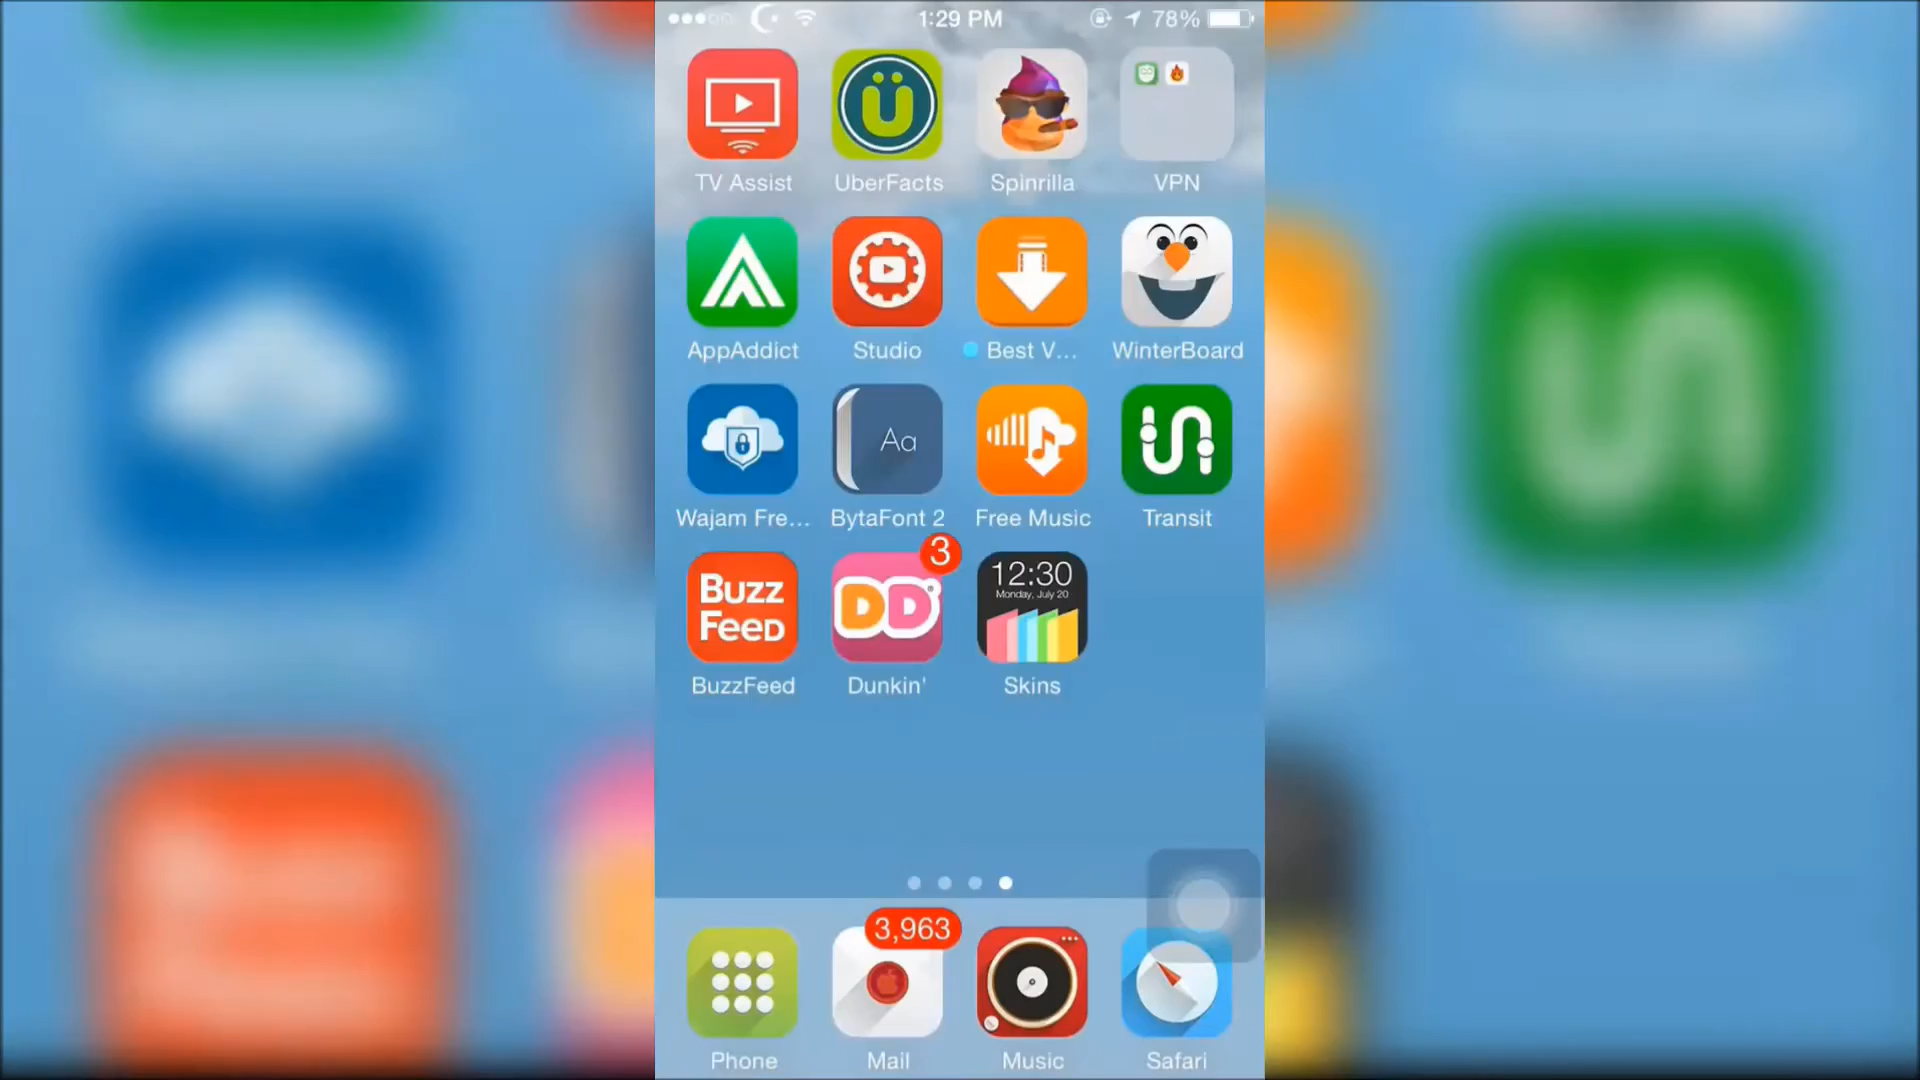 1:29 PM 78%
TV Assist UberFacts Spinrilla VPN
AppAddict Studio Best V... WinterBoard
Aa
Wajam Fre... BytaFont 2 Free Music Transit
3
12:30
Monday, July 20
Buzz
FeeD
DD
BuzzFeed Dunkin' Skins
3,963
Phone Mail Music Safari